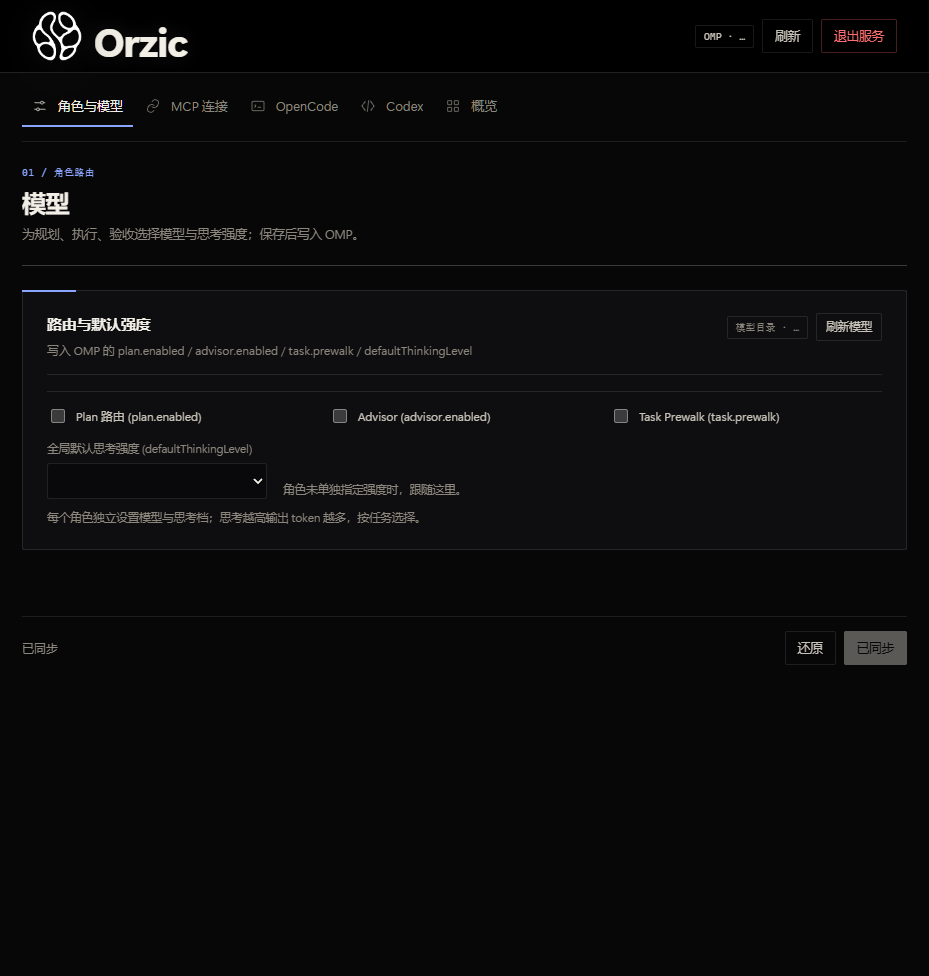 Orzic
OMP · …
刷新
退出服务
角色与模型
MCP 连接
OpenCode
Codex
概览
01 / 角色路由
模型
为规划、执行、验收选择模型与思考强度；保存后写入 OMP。
路由与默认强度
模型目录 · …
刷新模型
写入 OMP 的 plan.enabled / advisor.enabled / task.prewalk / defaultThinkingLevel
Plan 路由 (plan.enabled)
Advisor (advisor.enabled)
Task Prewalk (task.prewalk)
全局默认思考强度 (defaultThinkingLevel)
角色未单独指定强度时，跟随这里。
每个角色独立设置模型与思考档；思考越高输出 token 越多，按任务选择。
已同步
还原
已同步